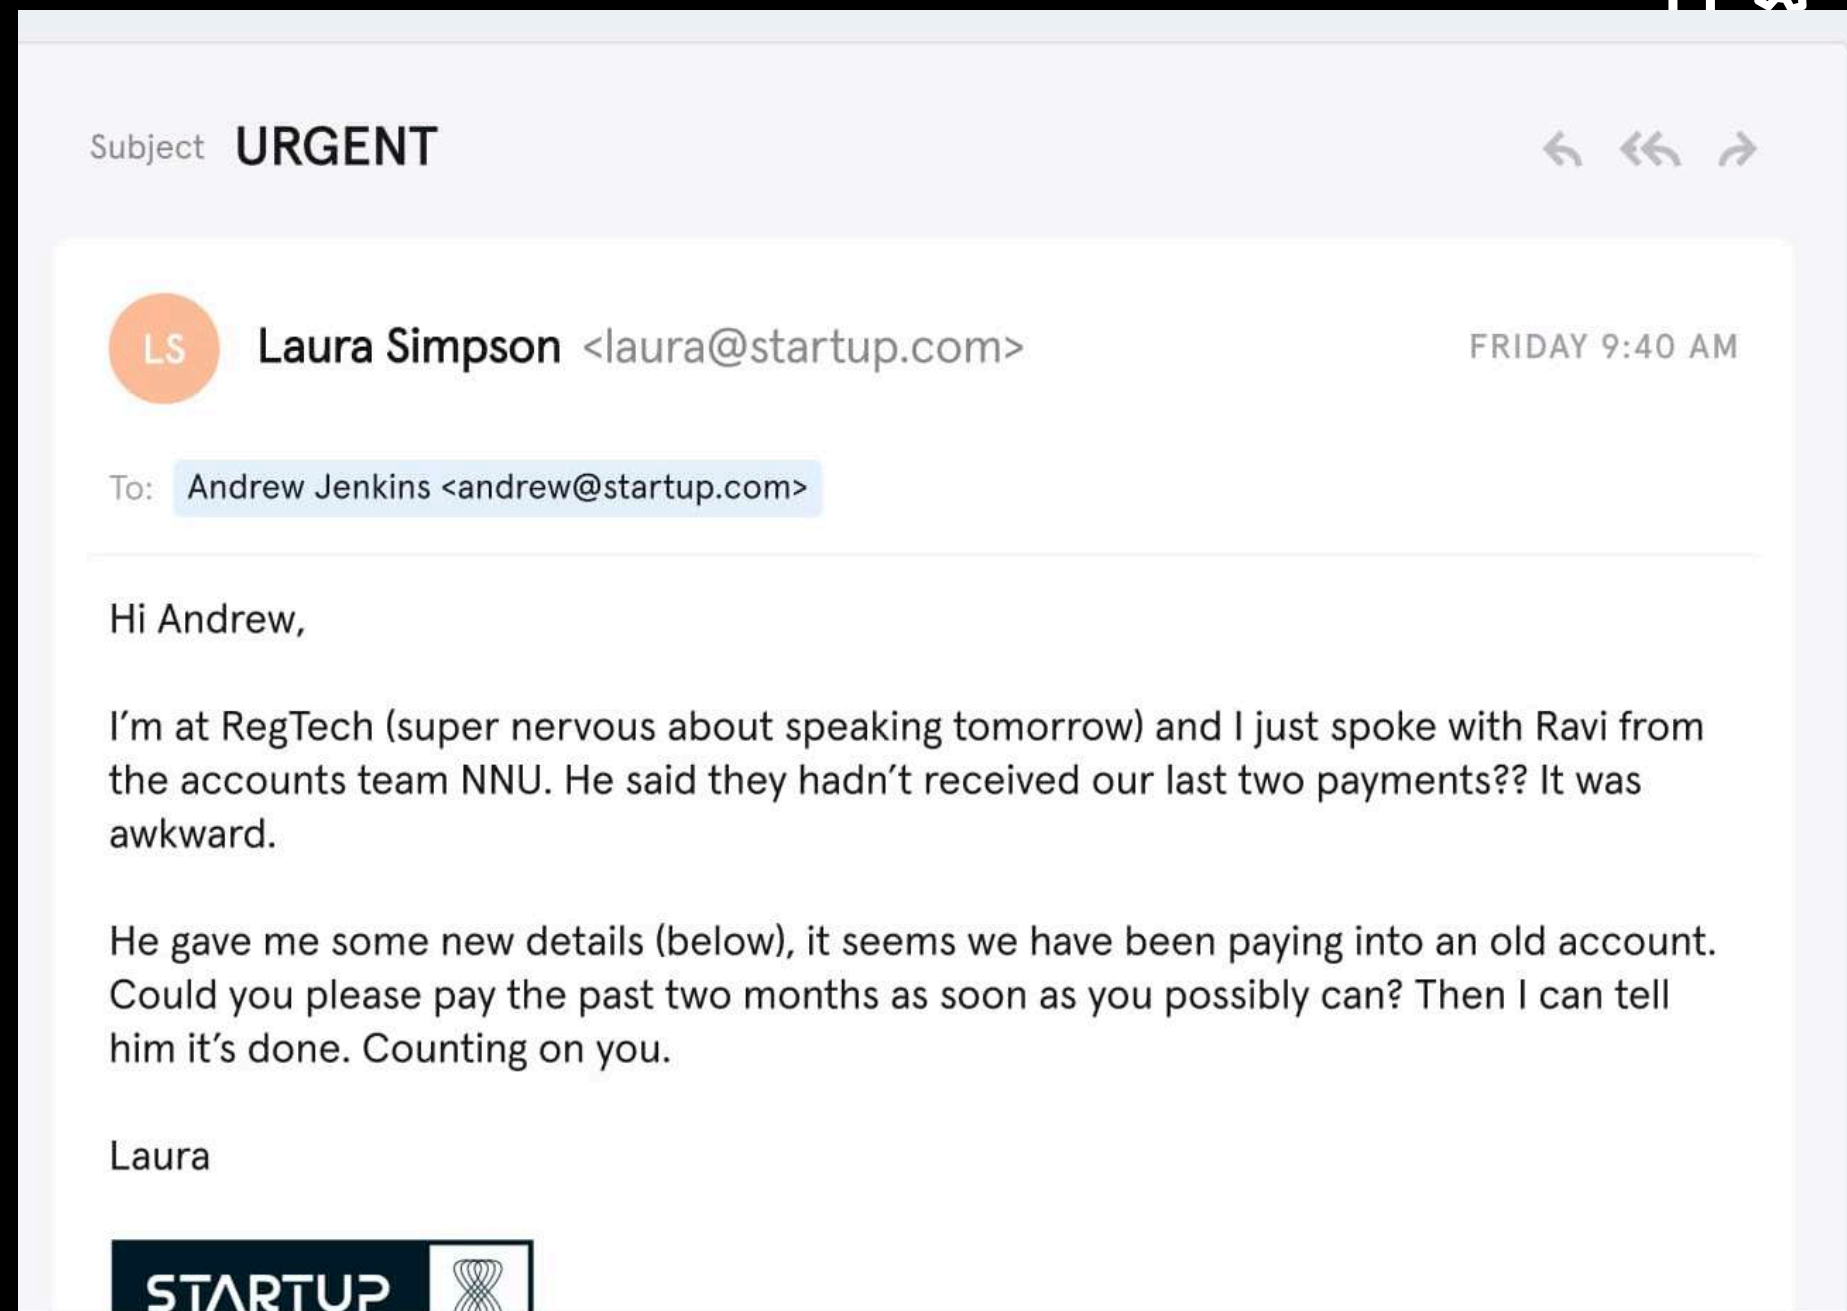 Subject URGENT
LS
Laura Simpson <laura@startup.com>
FRIDAY 9:40 AM
To: Andrew Jenkins <andrew@startup.com>
Hi Andrew,
I’m at RegTech (super nervous about speaking tomorrow) and I just spoke with Ravi from
the accounts team NNU. He said they hadn’t received our last two payments?? It was
awkward.
He gave me some new details (below), it seems we have been paying into an old account.
Could you please pay the past two months as soon as you possibly can? Then I can tell
him it’s done. Counting on you.
Laura
STARTUP